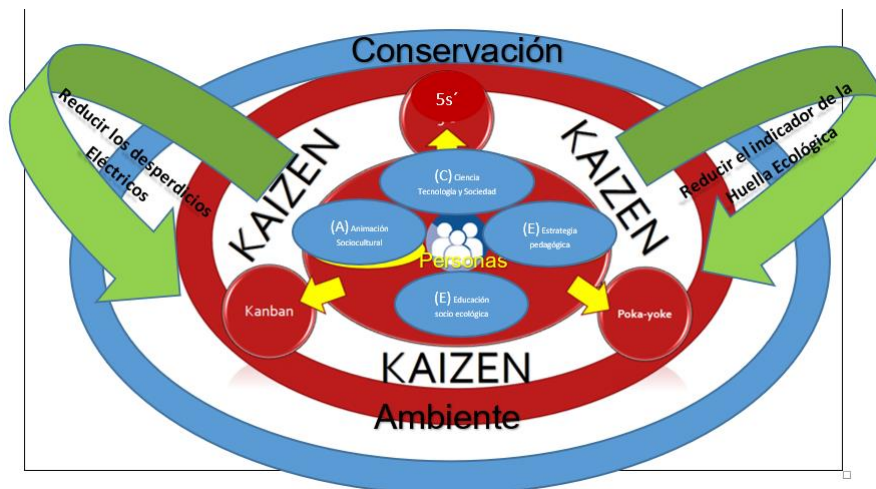 Conservación
5s´
Reducir los desperdicios
Eléctricos
Reducir el indicador de la
Huella Ecológica
KAIZEN
KAIZEN
(C) Ciencia
Tecnología y Sociedad
(A) Animación
Sociocultural
(E) Estrategia
pedagógica
Personas
(E) Educación
socio ecológica
Kanban
Poka-yoke
KAIZEN
Ambiente